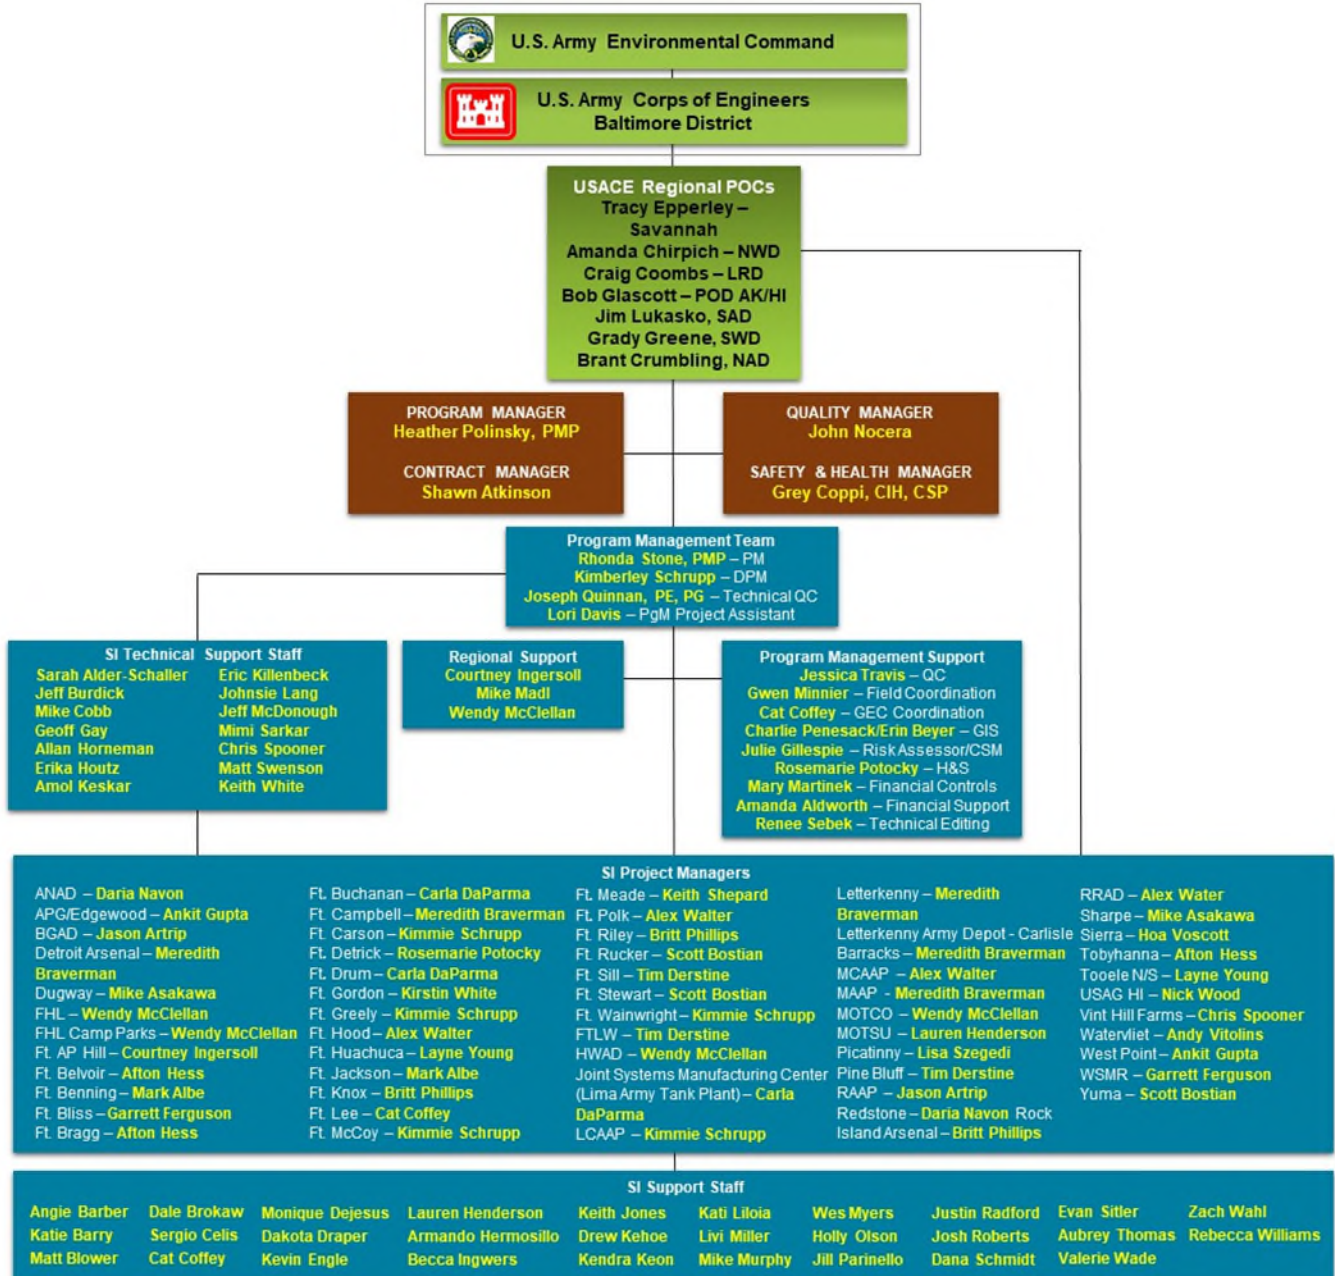 U.S. Army Environmental Command
U.S. Army Corps of Engineers
Baltimore District
USACE Regional POCs
Tracy Epperley –
Savannah
Amanda Chirpich – NWD
Craig Coombs – LRD
Bob Glascott – POD AK/HI
Jim Lukasko, SAD
Grady Greene, SWD
Brant Crumbling, NAD
PROGRAM MANAGER
Heather Polinsky, PMP
CONTRACT MANAGER
Shawn Atkinson
QUALITY MANAGER
John Nocera
SAFETY & HEALTH MANAGER
Grey Coppi, CIH, CSP
Program Management Team
Rhonda Stone, PMP – PM
Kimberley Schrupp – DPM
Joseph Quinnan, PE, PG – Technical QC
Lori Davis – PgM Project Assistant
SI Technical Support Staff
Sarah Alder-Schaller
Jeff Burdick
Mike Cobb
Geoff Gay
Allan Horneman
Erika Houtz
Amol Keskar
Eric Killenbeck
Johnsie Lang
Jeff McDonough
Mimi Sarkar
Chris Spooner
Matt Swenson
Keith White
Regional Support
Courtney Ingersoll
Mike Madl
Wendy McClellan
Program Management Support
Jessica Travis – QC
Gwen Minnier – Field Coordination
Cat Coffey – GEC Coordination
Charlie Penesack/Erin Beyer – GIS
Julie Gillespie – Risk Assessor/CSM
Rosemarie Potocky – H&S
Mary Martinek – Financial Controls
Amanda Aldworth – Financial Support
Renee Sebek – Technical Editing
SI Project Managers
ANAD – Daria Navon
APG/Edgewood – Ankit Gupta
BGAD – Jason Artrip
Detroit Arsenal – Meredith
Braverman
Dugway – Mike Asakawa
FHL – Wendy McClellan
FHL Camp Parks – Wendy McClellan
Ft. AP Hill – Courtney Ingersoll
Ft. Belvoir – Afton Hess
Ft. Benning – Mark Albe
Ft. Bliss – Garrett Ferguson
Ft. Bragg – Afton Hess
Ft. Buchanan – Carla DaParma
Ft. Campbell – Meredith Braverman
Ft. Carson – Kimmie Schrupp
Ft. Detrick – Rosemarie Potocky
Ft. Drum – Carla DaParma
Ft. Gordon – Kirstin White
Ft. Greely – Kimmie Schrupp
Ft. Hood – Alex Walter
Ft. Huachuca – Layne Young
Ft. Jackson – Mark Albe
Ft. Knox – Britt Phillips
Ft. Lee – Cat Coffey
Ft. McCoy – Kimmie Schrupp
Ft. Meade – Keith Shepard
Ft. Polk – Alex Walter
Ft. Riley – Britt Phillips
Ft. Rucker – Scott Bostian
Ft. Sill – Tim Derstine
Ft. Stewart – Scott Bostian
Ft. Wainwright – Kimmie Schrupp
FTLW – Tim Derstine
HWAD – Wendy McClellan
Joint Systems Manufacturing Center
(Lima Army Tank Plant) – Carla
DaParma
LCAAP – Kimmie Schrupp
Letterkenny – Meredith
Braverman
Letterkenny Army Depot - Carlisle
Barracks – Meredith Braverman
MCAAP – Alex Walter
MAAP - Meredith Braverman
MOTCO – Wendy McClellan
MOTSU – Lauren Henderson
Picatinny – Lisa Szegedi
Pine Bluff – Tim Derstine
RAAP – Jason Artrip
Redstone – Daria Navon Rock
Island Arsenal – Britt Phillips
RRAD – Alex Water
Sharpe – Mike Asakawa
Sierra – Hoa Voscott
Tobyhanna – Afton Hess
Tooele N/S – Layne Young
USAG HI – Nick Wood
Vint Hill Farms – Chris Spooner
Watervliet – Andy Vitolins
West Point – Ankit Gupta
WSMR – Garrett Ferguson
Yuma – Scott Bostian
SI Support Staff
Angie Barber
Katie Barry
Matt Blower
Dale Brokaw
Sergio Celis
Cat Coffey
Monique Dejesus
Dakota Draper
Kevin Engle
Lauren Henderson
Armando Hermosillo
Becca Ingwers
Keith Jones
Drew Kehoe
Kendra Keon
Kati Liloia
Livi Miller
Mike Murphy
Wes Myers
Holly Olson
Jill Parinello
Justin Radford
Josh Roberts
Dana Schmidt
Evan Sitler
Aubrey Thomas
Valerie Wade
Zach Wahl
Rebecca Williams